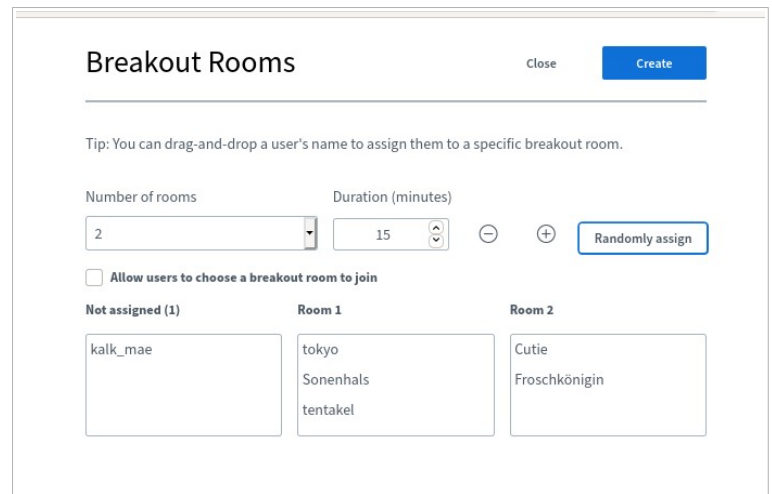 Breakout Rooms Close Create
Tip: You can drag-and-drop a user's name to assign them to a specific breakout room.
Number of rooms Duration (minutes)
2 15 Randomly assign
Allow users to choose a breakout room to join
Not assigned (1) Room 1 Room 2
kalk_mae tokyo Cutie
Sonenhals Froschkönigin
tentakel